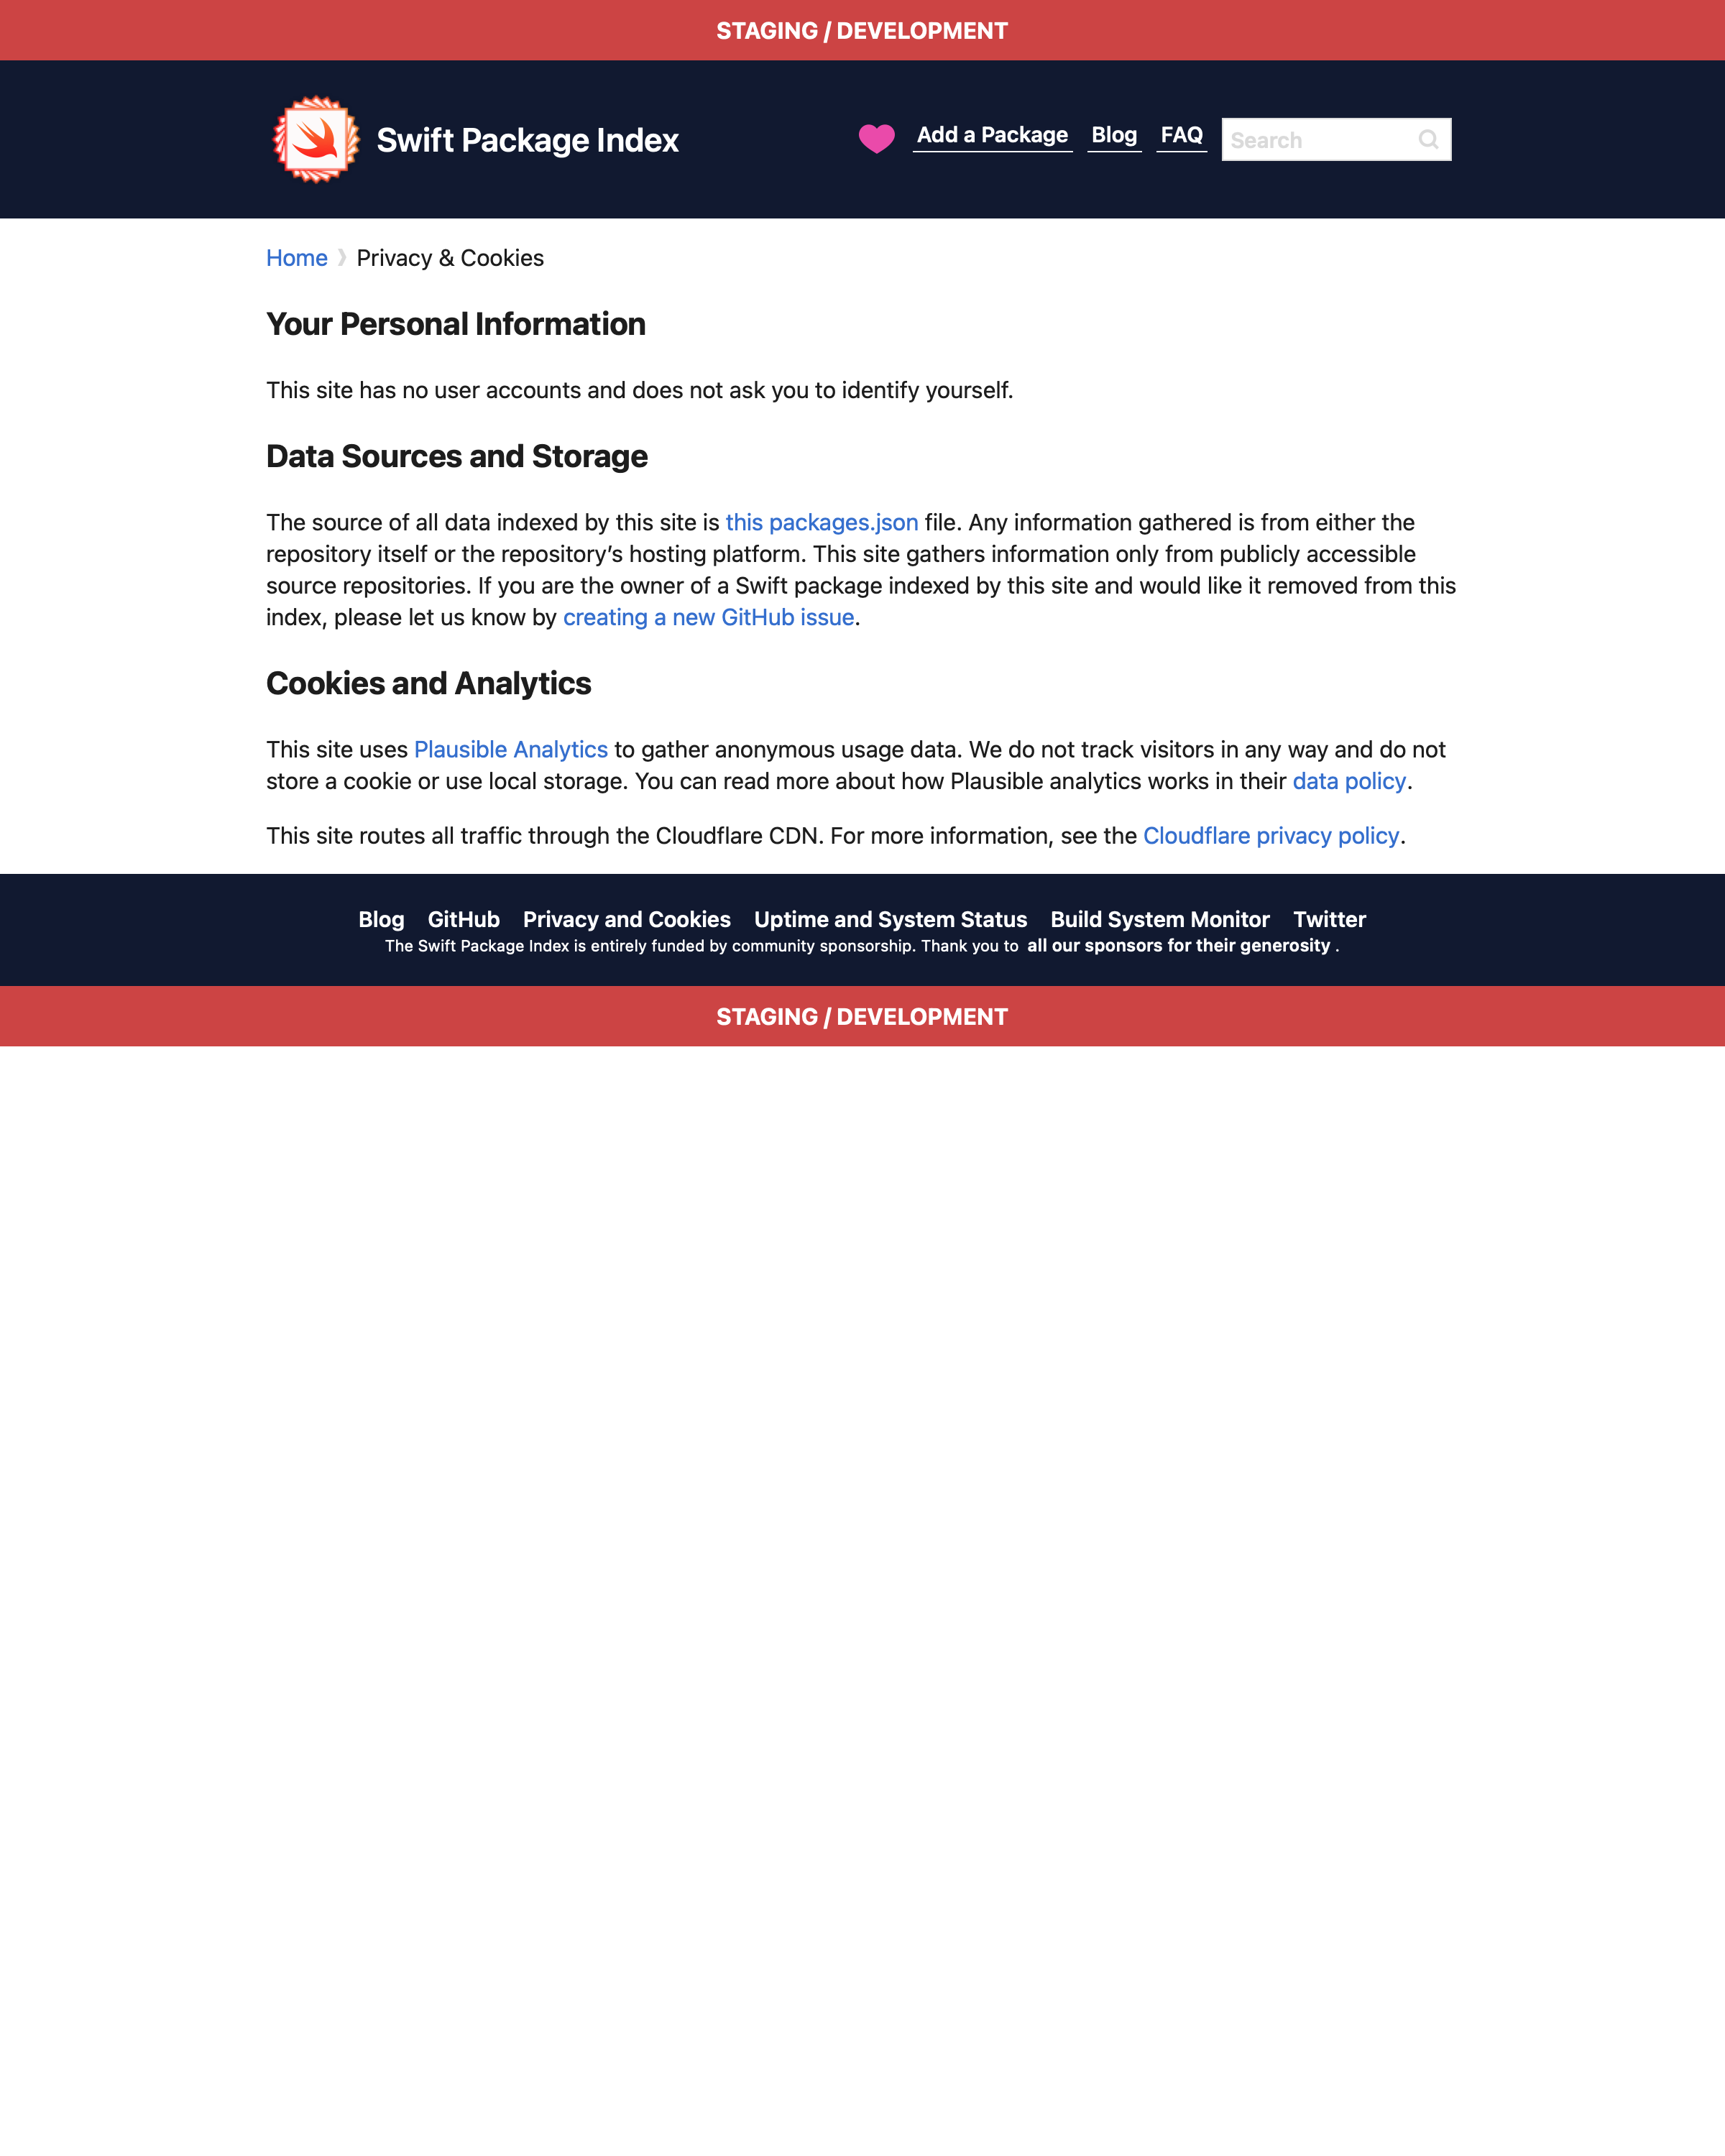 STAGING / DEVELOPMENT
Swift Package Index
Add a Package Blog FAQ Search
Home ❱ Privacy & Cookies
Your Personal Information
This site has no user accounts and does not ask you to identify yourself.
Data Sources and Storage
The source of all data indexed by this site is this packages.json file. Any information gathered is from either the
repository itself or the repository’s hosting platform. This site gathers information only from publicly accessible
source repositories. If you are the owner of a Swift package indexed by this site and would like it removed from this
index, please let us know by creating a new GitHub issue.
Cookies and Analytics
This site uses Plausible Analytics to gather anonymous usage data. We do not track visitors in any way and do not
store a cookie or use local storage. You can read more about how Plausible analytics works in their data policy.
This site routes all traffic through the Cloudflare CDN. For more information, see the Cloudflare privacy policy.
Blog GitHub Privacy and Cookies Uptime and System Status Build System Monitor Twitter
The Swift Package Index is entirely funded by community sponsorship. Thank you to all our sponsors for their generosity .
STAGING / DEVELOPMENT